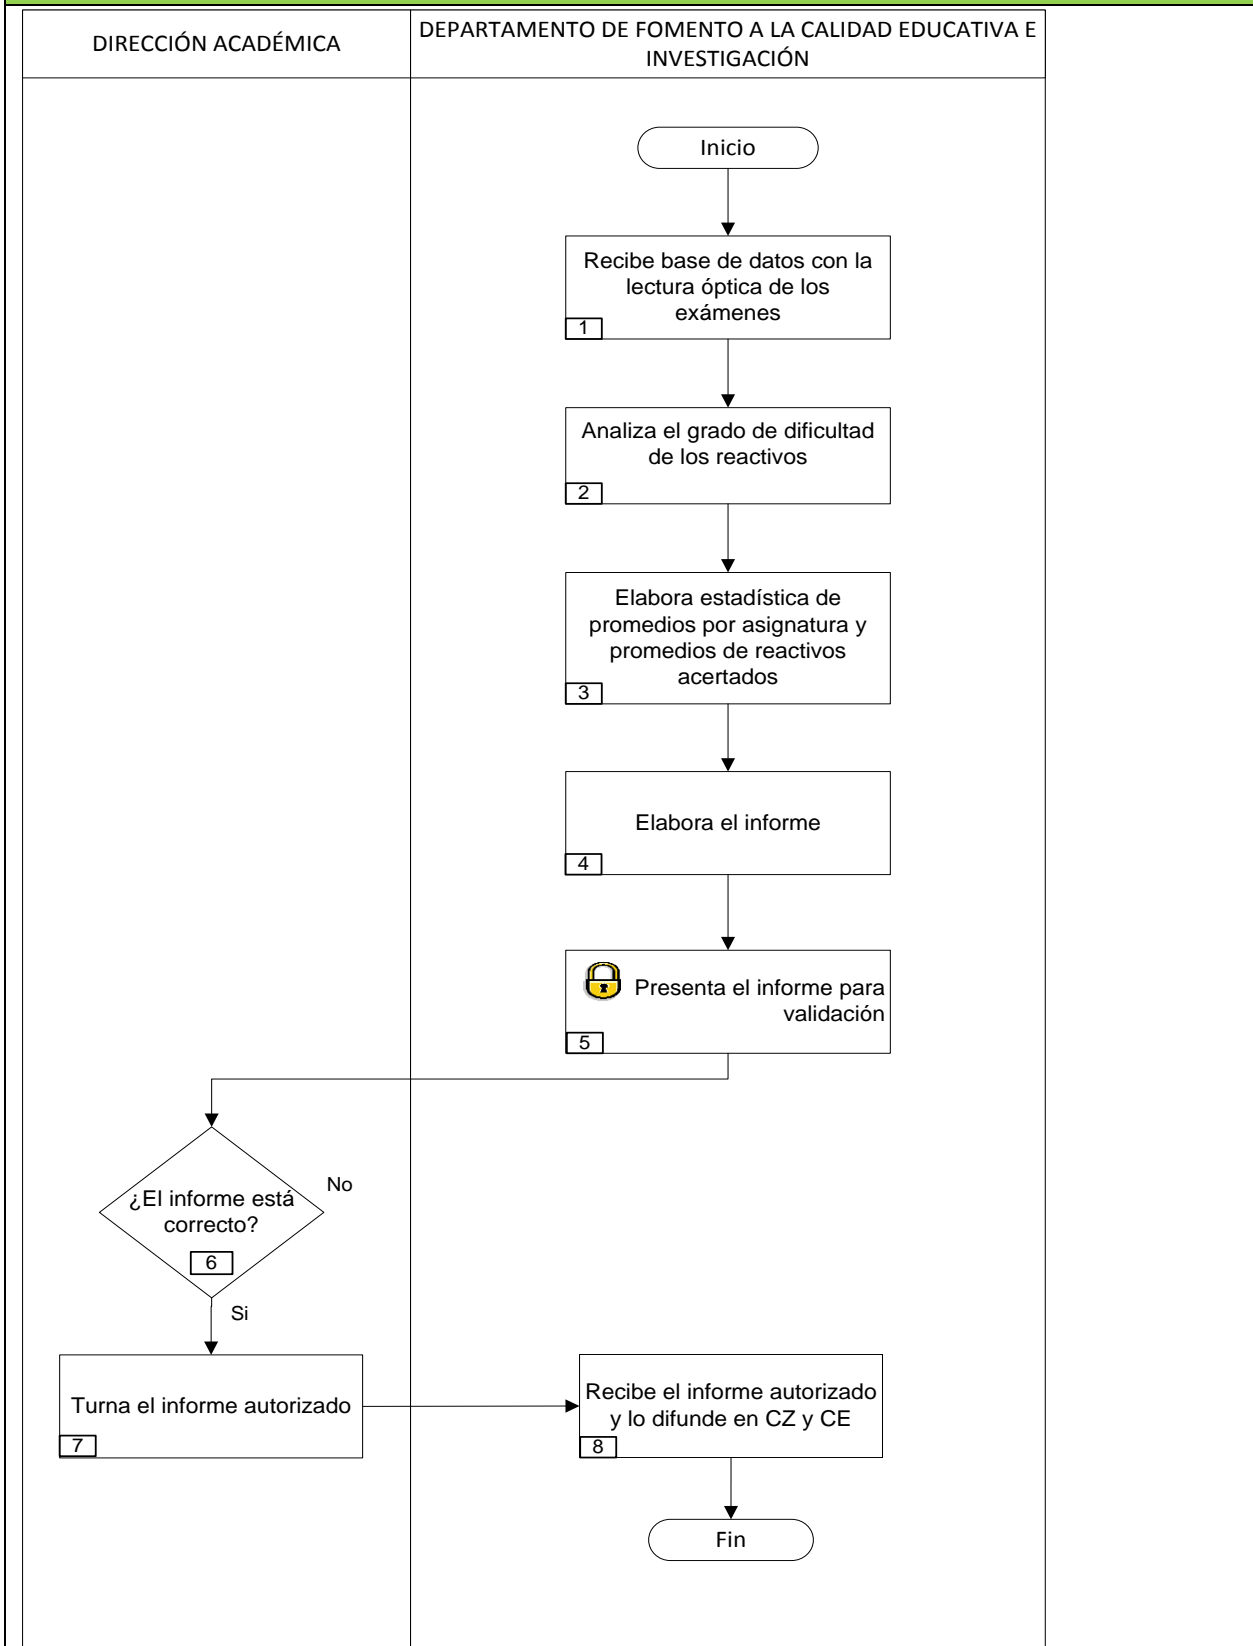 DIRECCIÓN ACADÉMICA
DEPARTAMENTO DE FOMENTO A LA CALIDAD EDUCATIVA E
INVESTIGACIÓN
Inicio
Recibe base de datos con la
lectura óptica de los
exámenes
1
Analiza el grado de dificultad
de los reactivos
2
Elabora estadística de
promedios por asignatura y
promedios de reactivos
acertados
3
Elabora el informe
4
Presenta el informe para
validación
5
¿El informe está
correcto?
6
No
Si
Turna el informe autorizado
7
Recibe el informe autorizado
y lo difunde en CZ y CE
8
Fin